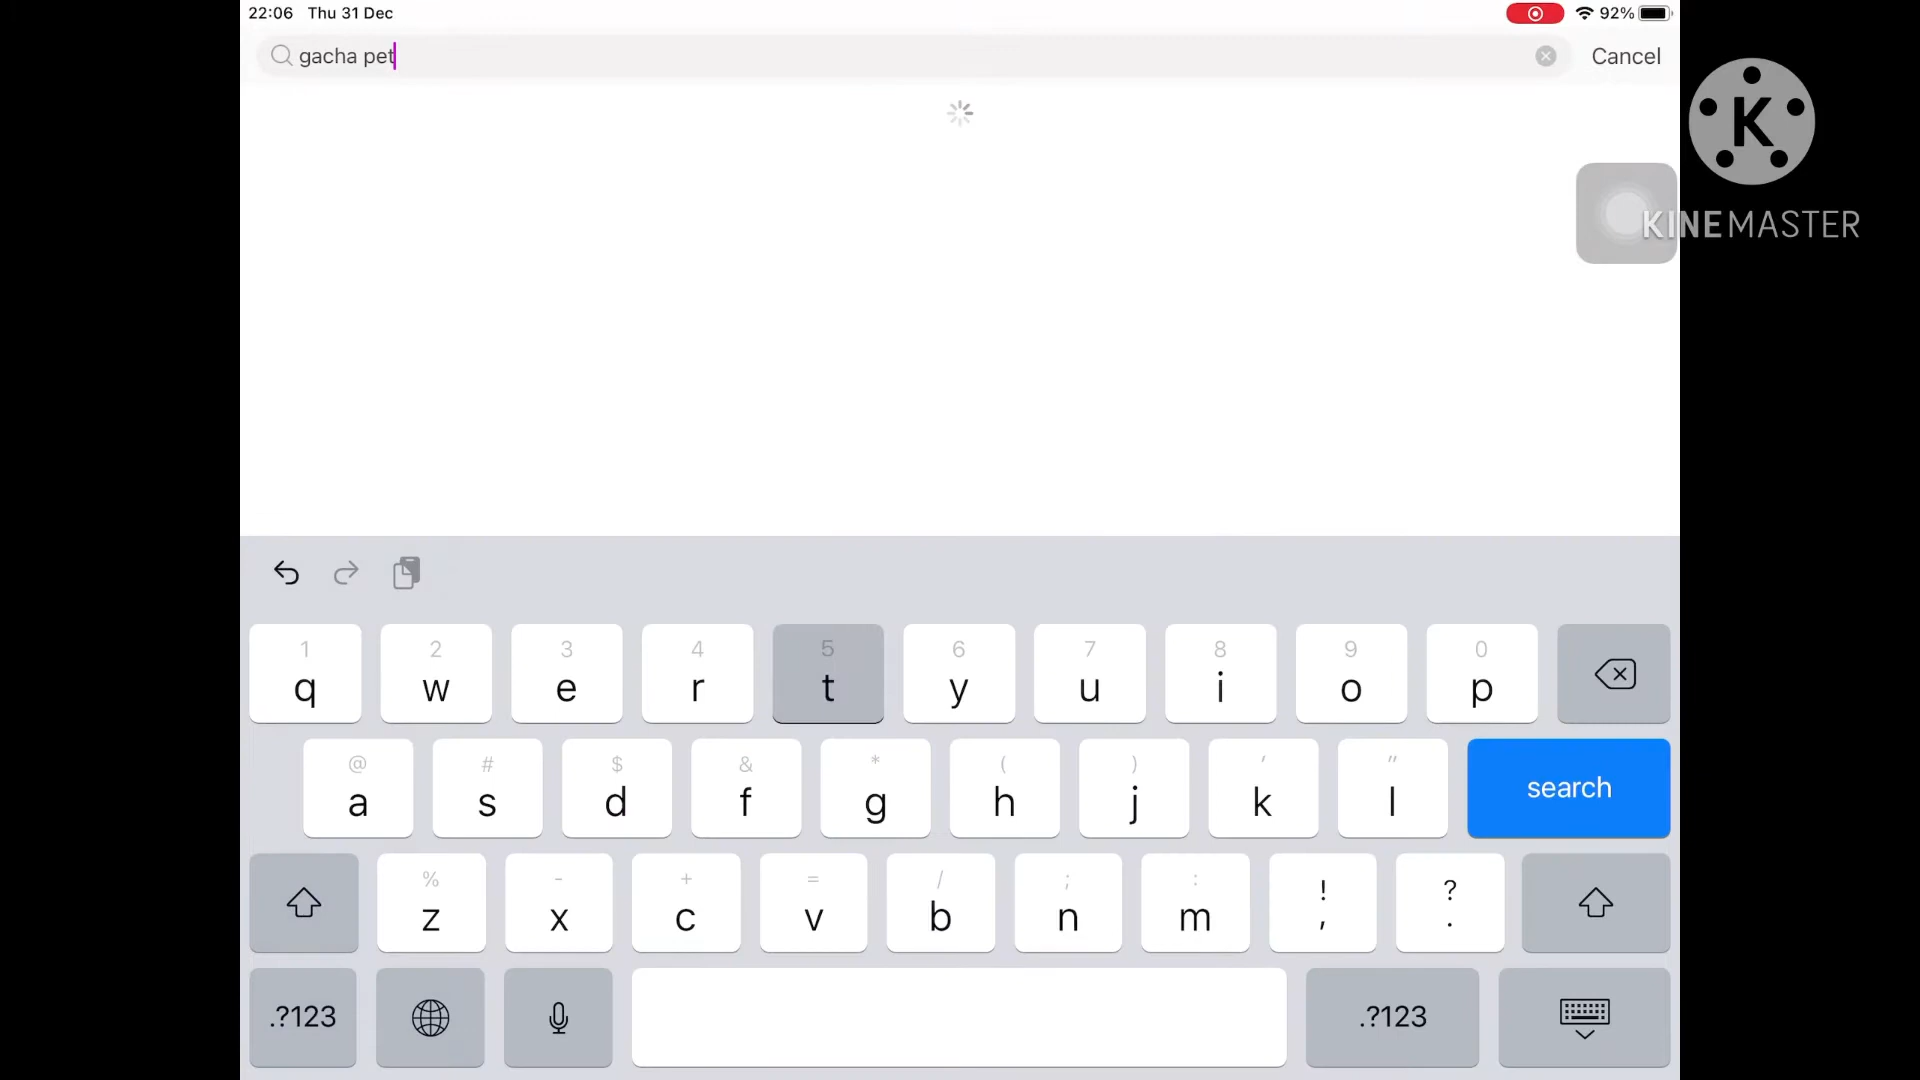 22:06 Thu 31 Dec 92%
gacha pet Cancel
K
KINEMASTER
1 2 3 4 5 6 7 8 9 0
q w e r t y u i o p
@ # $ & * ( ) ' "
a s d f g h j k l search
% - + = / ; : ! ?
z x c v b n m , .
.?123 .?123